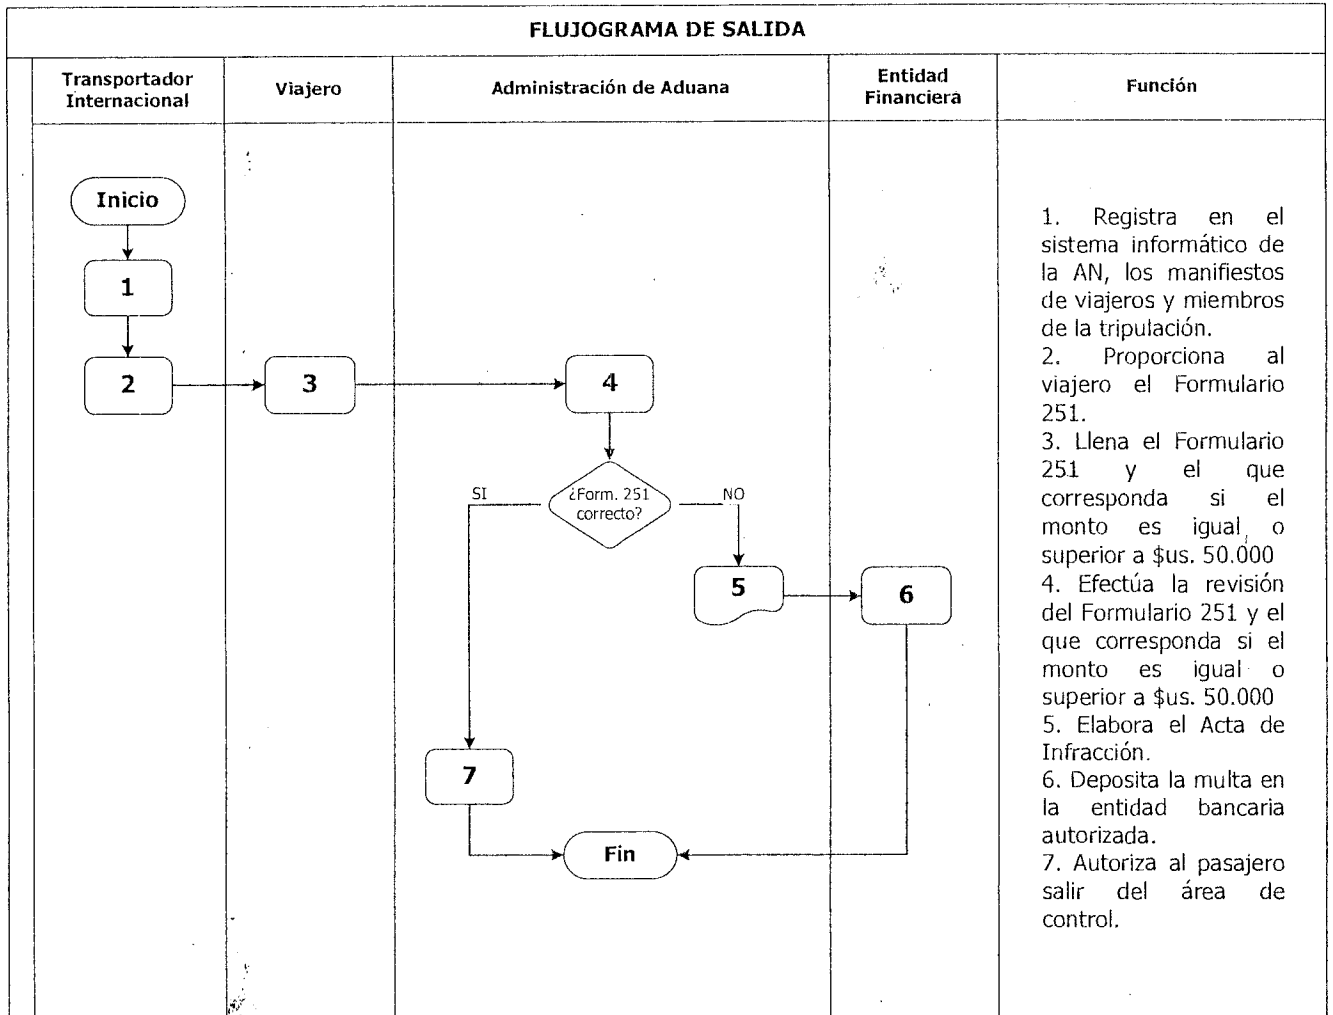 FLUJOGRAMA DE SALIDA
Transportador
Internacional
Viajero
Administración de Aduana
Entidad
Financiera
Función
Inicio
1
2
3
4
¿Form. 251
correcto?
SI
NO
5
6
7
Fin
1. Registra en el
sistema informático de
la AN, los manifiestos
de viajeros y miembros
de la tripulación.
2. Proporciona al
viajero el Formulario
251.
3. Llena el Formulario
251 y el que
corresponda si el
monto es igual o
superior a $us. 50.000
4. Efectúa la revisión
del Formulario 251 y el
que corresponda si el
monto es igual o
superior a $us. 50.000
5. Elabora el Acta de
Infracción.
6. Deposita la multa en
la entidad bancaria
autorizada.
7. Autoriza al pasajero
salir del área de
control.